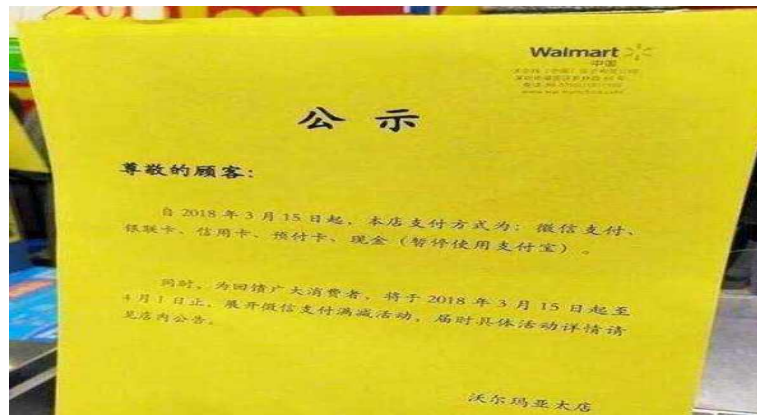 Walmart
中国
公 示
尊敬的顾客：
自 2018 年 3 月 15 日起，本店支付方式为：微信支付、
银联卡、信用卡、预付卡、现金（暂停使用支付宝）。
同时，为回馈广大消费者，将于 2018 年 3 月 15 日起至
4 月 1 日止，展开微信支付满减活动，届时具体活动详情请
见店内公告。
沃尔玛亚太店